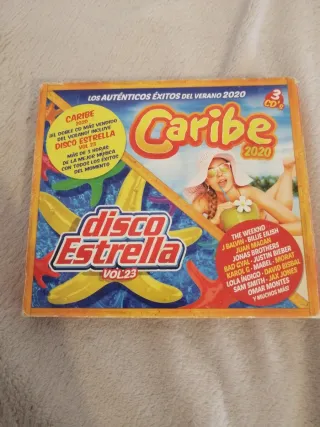 LOS AUTÉNTICOS ÉXITOS DEL VERANO 2020
3
CD's
CARIBE
2020
¡EL DOBLE CD MÁS VENDIDO
DEL VERANO! INCLUYE
DISCO ESTRELLA
VOL 23
MÁS DE 3 HORAS
DE LA MEJOR MÚSICA
CON TODOS LOS ÉXITOS
DEL MOMENTO
Caribe
2020
disco
Estrella
VOL.23
THE WEEKND
J BALVIN · BILLIE EILISH
JUAN MAGAN
JONAS BROTHERS
BAD GYAL · JUSTIN BIEBER
KAROL G · MABEL · MORAT
LOLA ÍNDIGO · DAVID BISBAL
SAM SMITH · JAX JONES
OMAR MONTES
Y MUCHOS MÁS!